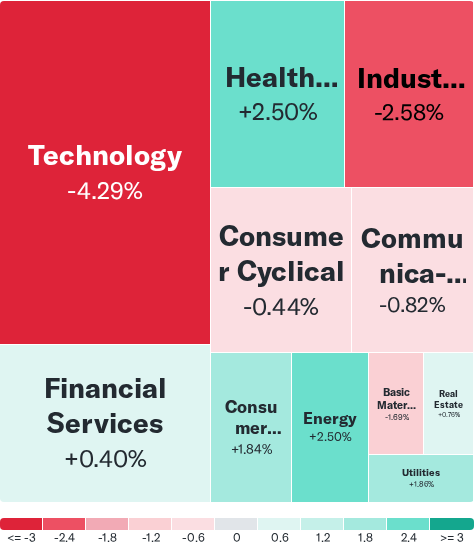 Technology
-4.29%
Health...
+2.50%
Indust...
-2.58%
Consume
r Cyclical
-0.44%
Commu
nica-...
-0.82%
Financial
Services
+0.40%
Consu
mer...
+1.84%
Energy
+2.50%
Basic
Mater...
-1.69%
Real
Estate
+0.76%
Utilities
+1.86%
<= -3 -2.4 -1.8 -1.2 -0.6 0 0.6 1.2 1.8 2.4 >= 3